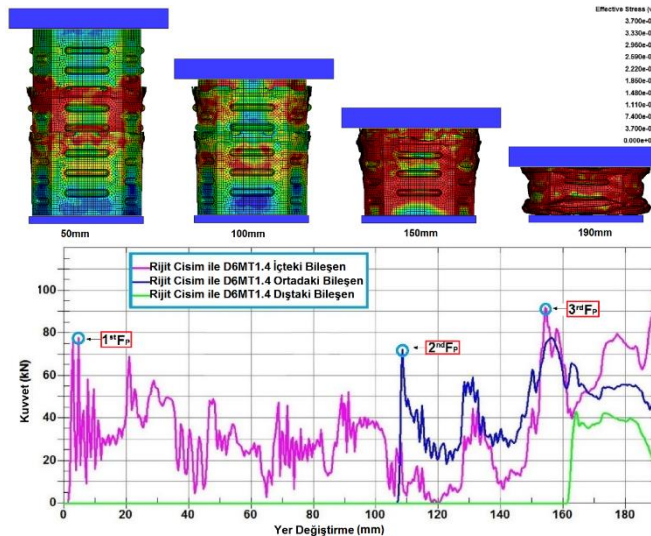 Effective Stress (v
3.700e-0
3.330e-0
2.960e-0
2.590e-0
2.220e-0
1.850e-0
1.480e-0
1.110e-0
7.400e-0
3.700e-0
0.000e+0
50mm
100mm
150mm
190mm
Rijit Cisim ile D6MT1.4 İçteki Bileşen
Rijit Cisim ile D6MT1.4 Ortadaki Bileşen
Rijit Cisim ile D6MT1.4 Dıştaki Bileşen
1stFP
2ndFP
3rdFP
Kuvvet (kN)
100
80
60
40
20
0
0 20 40 60 80 100 120 140 160 180
Yer Değiştirme (mm)